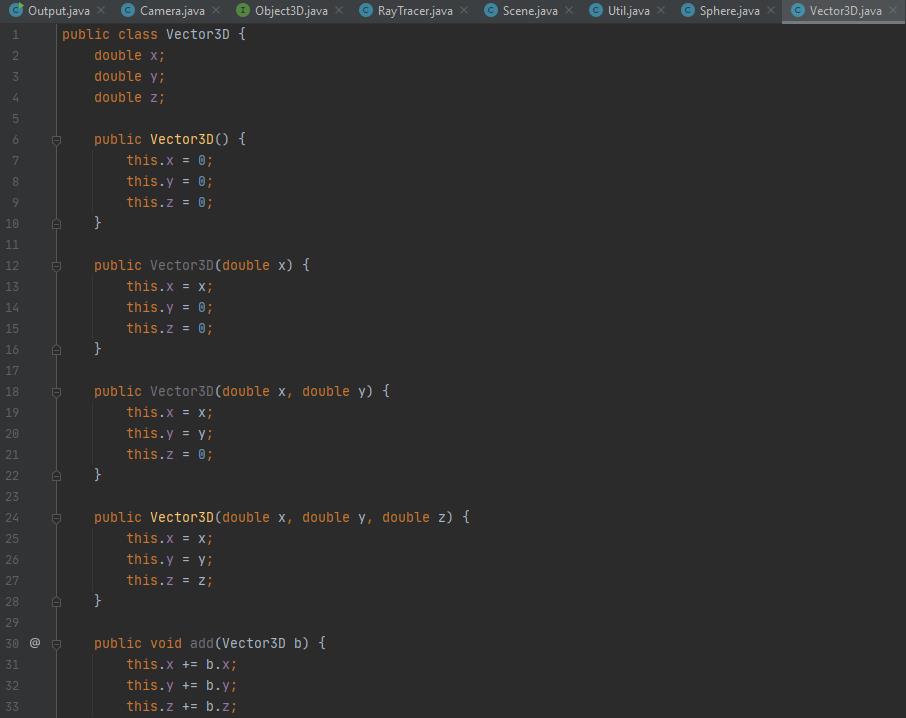 Output.java Camera.java Object3D.java RayTracer.java Scene.java Util.java Sphere.java Vector3D.java
1 public class Vector3D {
2     double x;
3     double y;
4     double z;
5
6     public Vector3D() {
7         this.x = 0;
8         this.y = 0;
9         this.z = 0;
10     }
11
12     public Vector3D(double x) {
13         this.x = x;
14         this.y = 0;
15         this.z = 0;
16     }
17
18     public Vector3D(double x, double y) {
19         this.x = x;
20         this.y = y;
21         this.z = 0;
22     }
23
24     public Vector3D(double x, double y, double z) {
25         this.x = x;
26         this.y = y;
27         this.z = z;
28     }
29
30 @     public void add(Vector3D b) {
31         this.x += b.x;
32         this.y += b.y;
33         this.z += b.z;